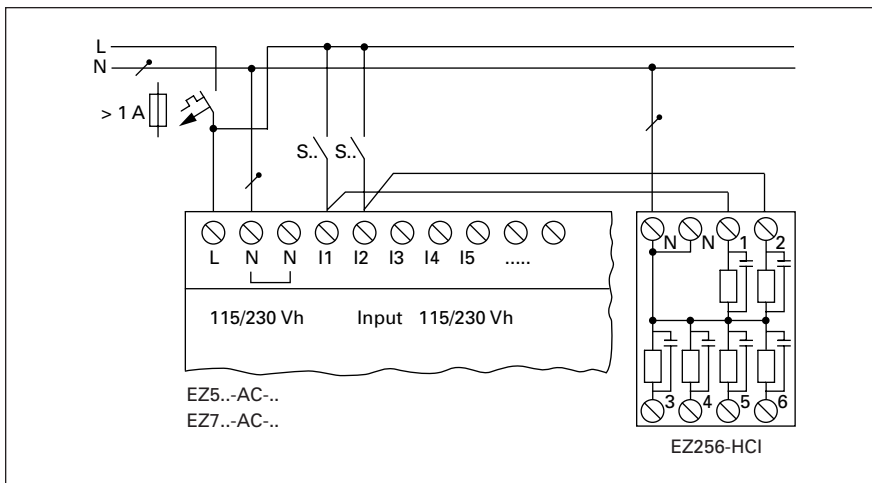 L
N
> 1 A
S.. S..
L N N I1 I2 I3 I4 I5 .....
N N 1 2
115/230 Vh Input 115/230 Vh
3 4 5 6
EZ5..-AC-..
EZ7..-AC-..
EZ256-HCI